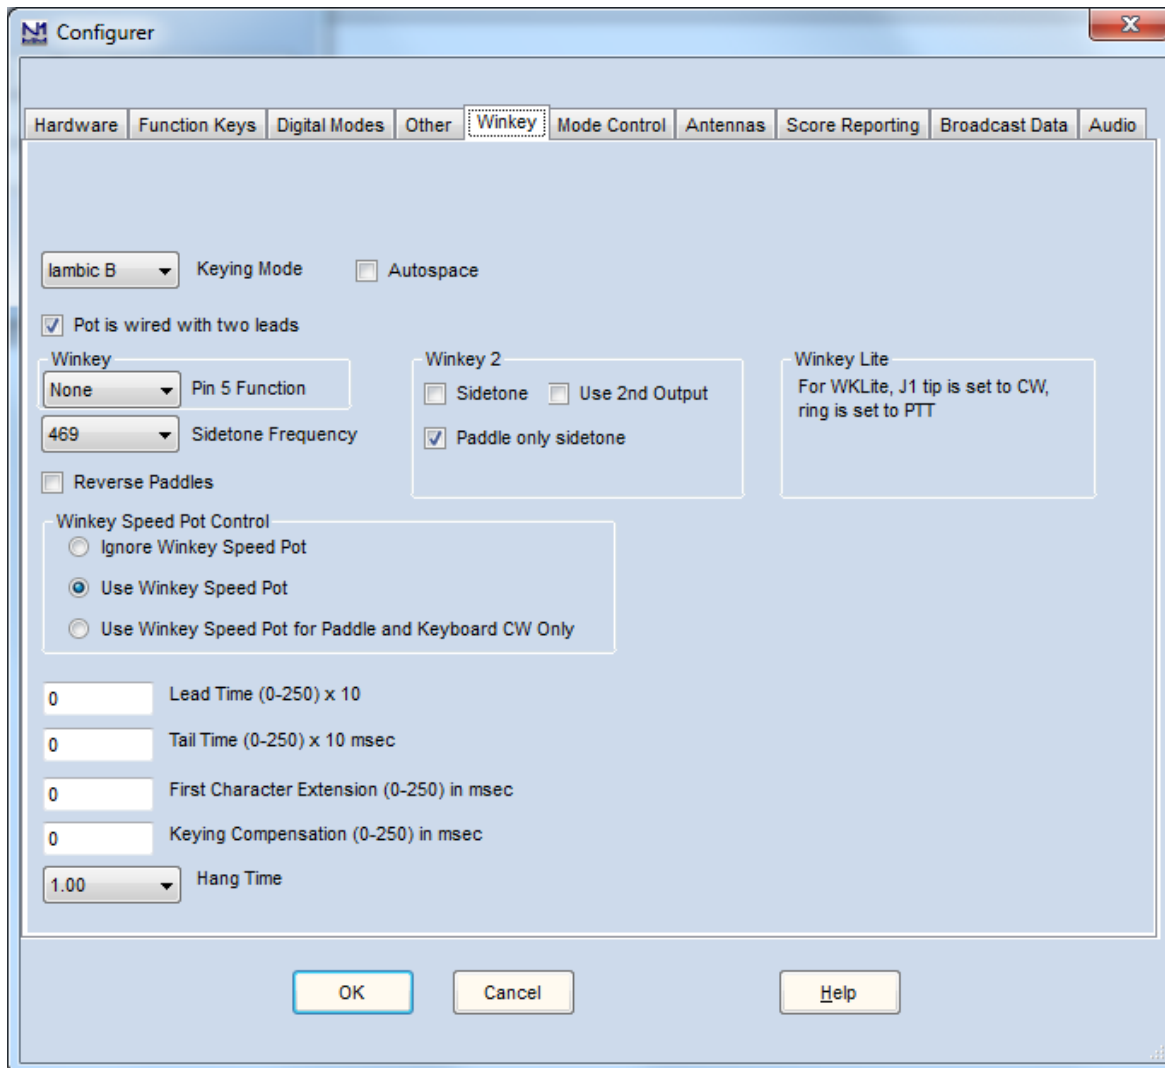 N1
Configurer
Hardware Function Keys Digital Modes Other Winkey Mode Control Antennas Score Reporting Broadcast Data Audio
Iambic B Keying Mode Autospace
Pot is wired with two leads
Winkey Winkey 2 Winkey Lite
None Pin 5 Function Sidetone Use 2nd Output For WKLite, J1 tip is set to CW,
ring is set to PTT
469 Sidetone Frequency Paddle only sidetone
Reverse Paddles
Winkey Speed Pot Control
Ignore Winkey Speed Pot
Use Winkey Speed Pot
Use Winkey Speed Pot for Paddle and Keyboard CW Only
0 Lead Time (0-250) x 10
0 Tail Time (0-250) x 10 msec
0 First Character Extension (0-250) in msec
0 Keying Compensation (0-250) in msec
1.00 Hang Time
OK Cancel Help